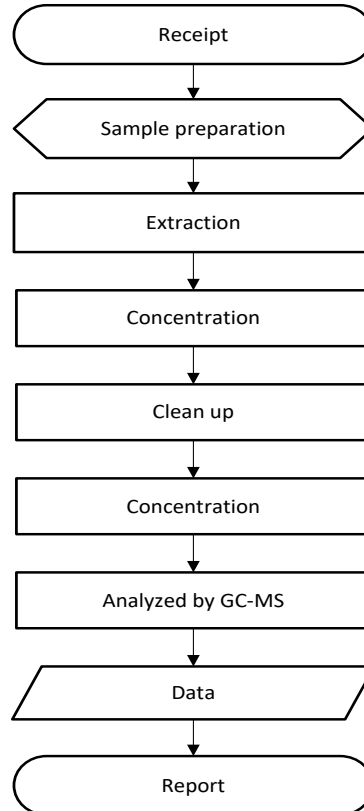 Receipt
Sample preparation
Extraction
Concentration
Clean up
Concentration
Analyzed by GC-MS
Data
Report